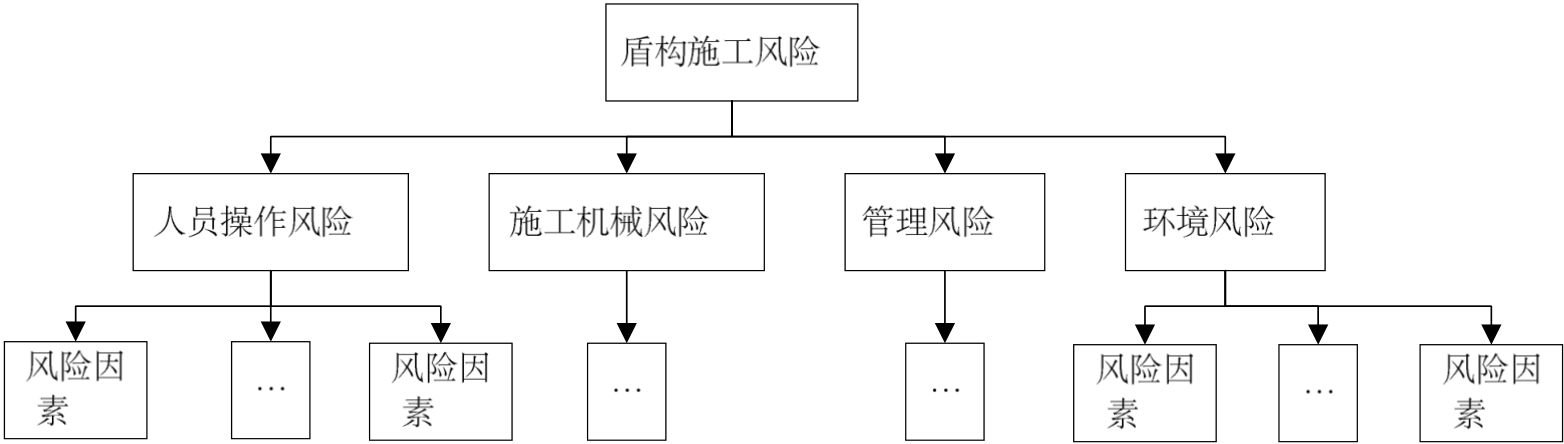 盾构施工风险
人员操作风险
施工机械风险
管理风险
环境风险
风险因
素
…
风险因
素
…
…
风险因
素
…
风险因
素